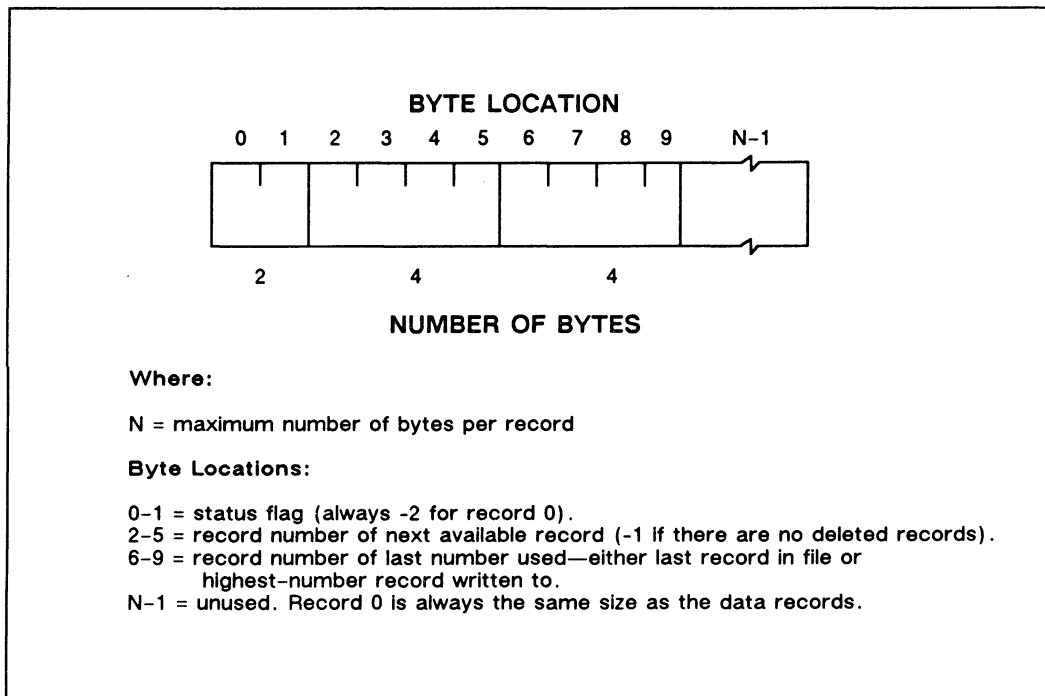 BYTE LOCATION
0 1 2 3 4 5 6 7 8 9 N-1
2 4 4
NUMBER OF BYTES
Where:
N = maximum number of bytes per record
Byte Locations:
0-1 = status flag (always -2 for record 0).
2-5 = record number of next available record (-1 if there are no deleted records).
6-9 = record number of last number used—either last record in file or
highest-number record written to.
N-1 = unused. Record 0 is always the same size as the data records.